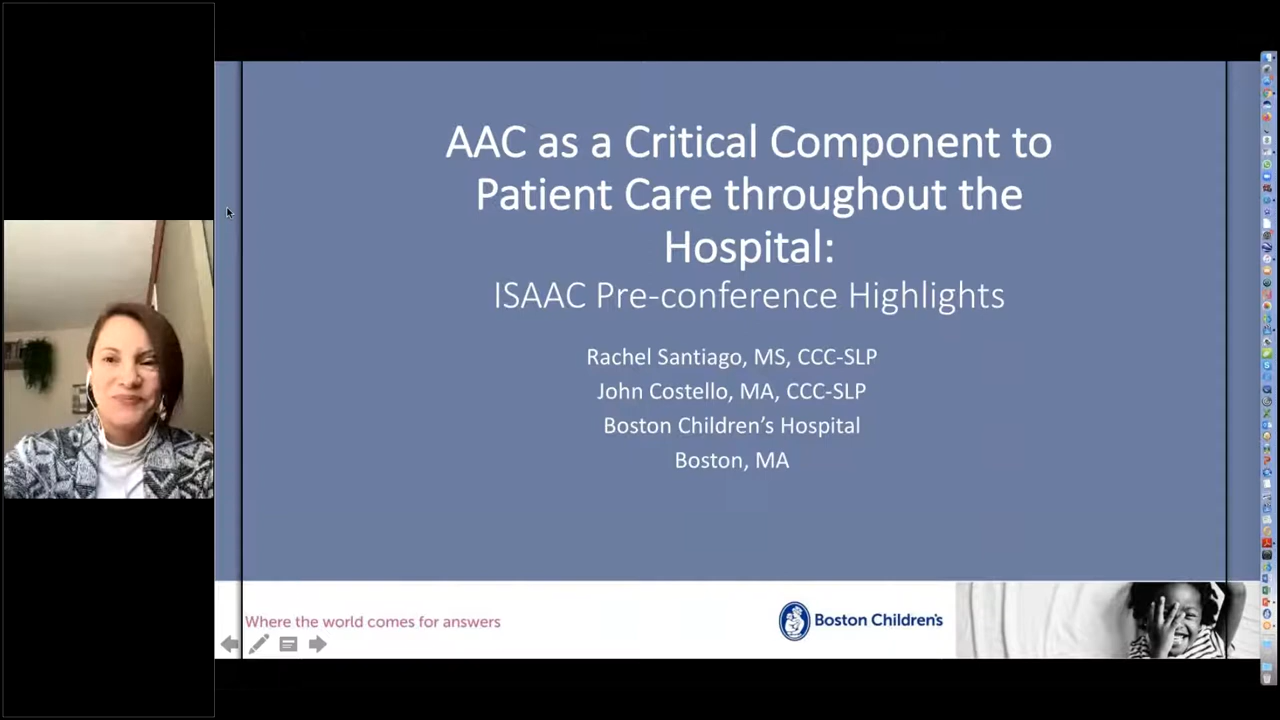 AAC as a Critical Component to
Patient Care throughout the
Hospital:
ISAAC Pre-conference Highlights
Rachel Santiago, MS, CCC-SLP
John Costello, MA, CCC-SLP
Boston Children’s Hospital
Boston, MA
Where the world comes for answers
Boston Children’s